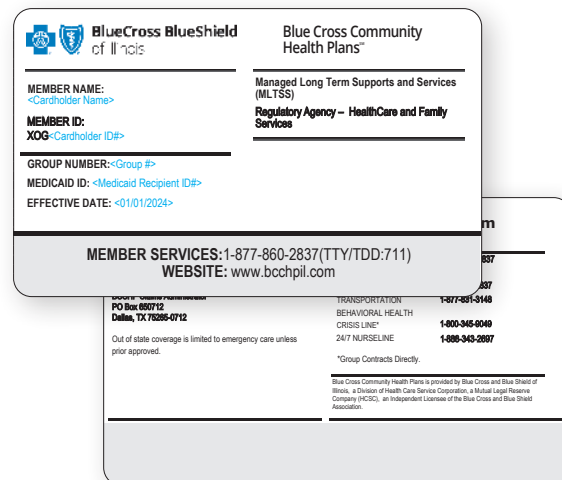 BlueCross BlueShield
of Illinois
Blue Cross Community
Health Plans℠
MEMBER NAME:
<Cardholder Name>
MEMBER ID:
XOG<Cardholder ID#>
Managed Long Term Supports and Services
(MLTSS)
Regulatory Agency – HealthCare and Family
Services
GROUP NUMBER:<Group #>
MEDICAID ID: <Medicaid Recipient ID#>
EFFECTIVE DATE: <01/01/2024>
MEMBER SERVICES:1-877-860-2837(TTY/TDD:711)
WEBSITE: www.bcchpil.com
m
837
837
PO Box 650712
Dallas, TX 75265-0712
Out of state coverage is limited to emergency care unless
prior approved.
TRANSPORTATION 1-877-831-3148
BEHAVIORAL HEALTH
CRISIS LINE* 1-800-345-9049
24/7 NURSELINE 1-888-343-2697
*Group Contracts Directly.
Blue Cross Community Health Plans is provided by Blue Cross and Blue Shield of
Illinois, a Division of Health Care Service Corporation, a Mutual Legal Reserve
Company (HCSC), an Independent Licensee of the Blue Cross and Blue Shield
Association.